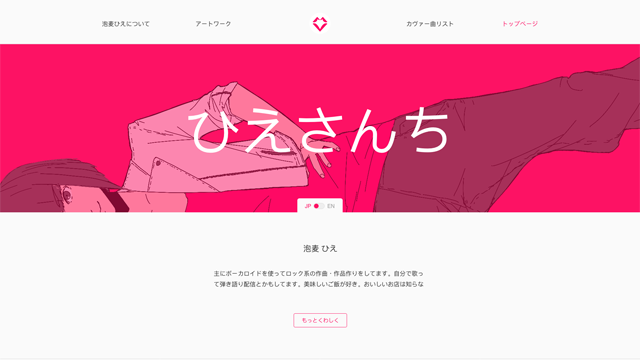 泡麦ひえについて
アートワーク
カヴァー曲リスト
トップページ
ひえさんち
JP EN
泡麦 ひえ
主にボーカロイドを使ってロック系の作曲・作品作りをしてます。自分で歌っ
て弾き語り配信とかもしてます。美味しいご飯が好き。おいしいお店は知らな
もっとくわしく